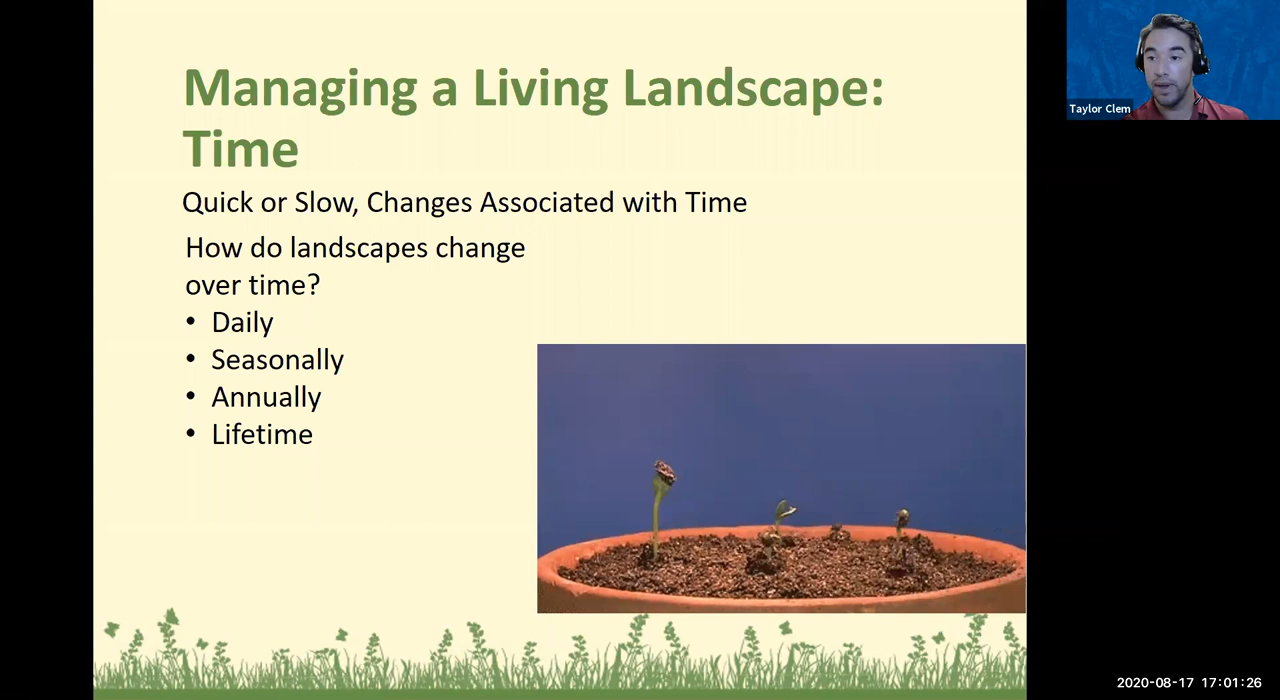 Managing a Living Landscape:
Time
Quick or Slow, Changes Associated with Time
How do landscapes change
over time?
• Daily
• Seasonally
• Annually
• Lifetime
Taylor Clem
2020-08-17 17:01:26